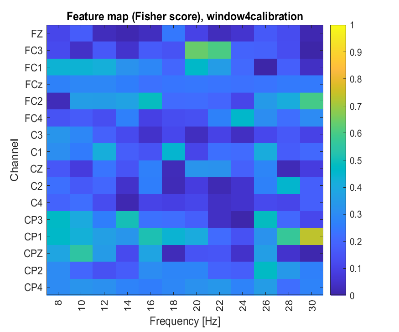 Feature map (Fisher score), window4calibration
Channel
FZ
FC3
FC1
FCz
FC2
FC4
C3
C1
CZ
C2
C4
CP3
CP1
CPZ
CP2
CP4
8 10 12 14 16 18 20 22 24 26 28 30
Frequency [Hz]
1
0.9
0.8
0.7
0.6
0.5
0.4
0.3
0.2
0.1
0